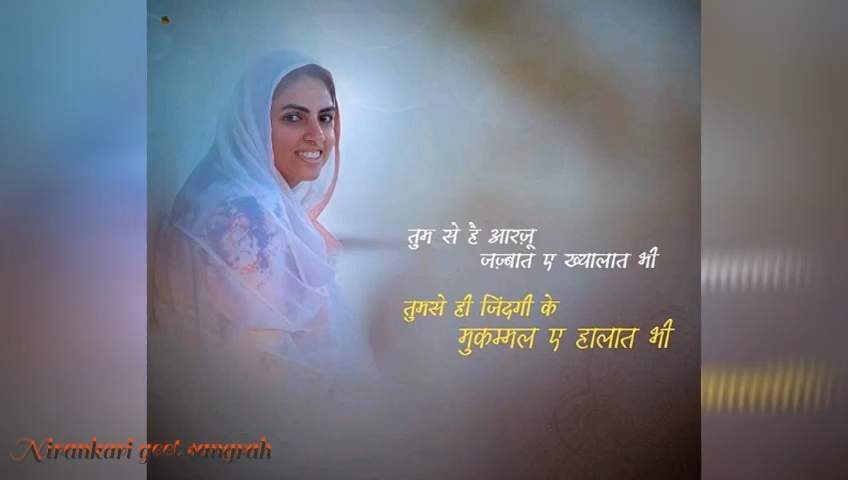 तुम से है आरज़ू
जज़्बात ए ख्यालात भी
तुमसे ही जिंदगी के
मुकम्मल ए हालात भी
Nirankari geet sangrah